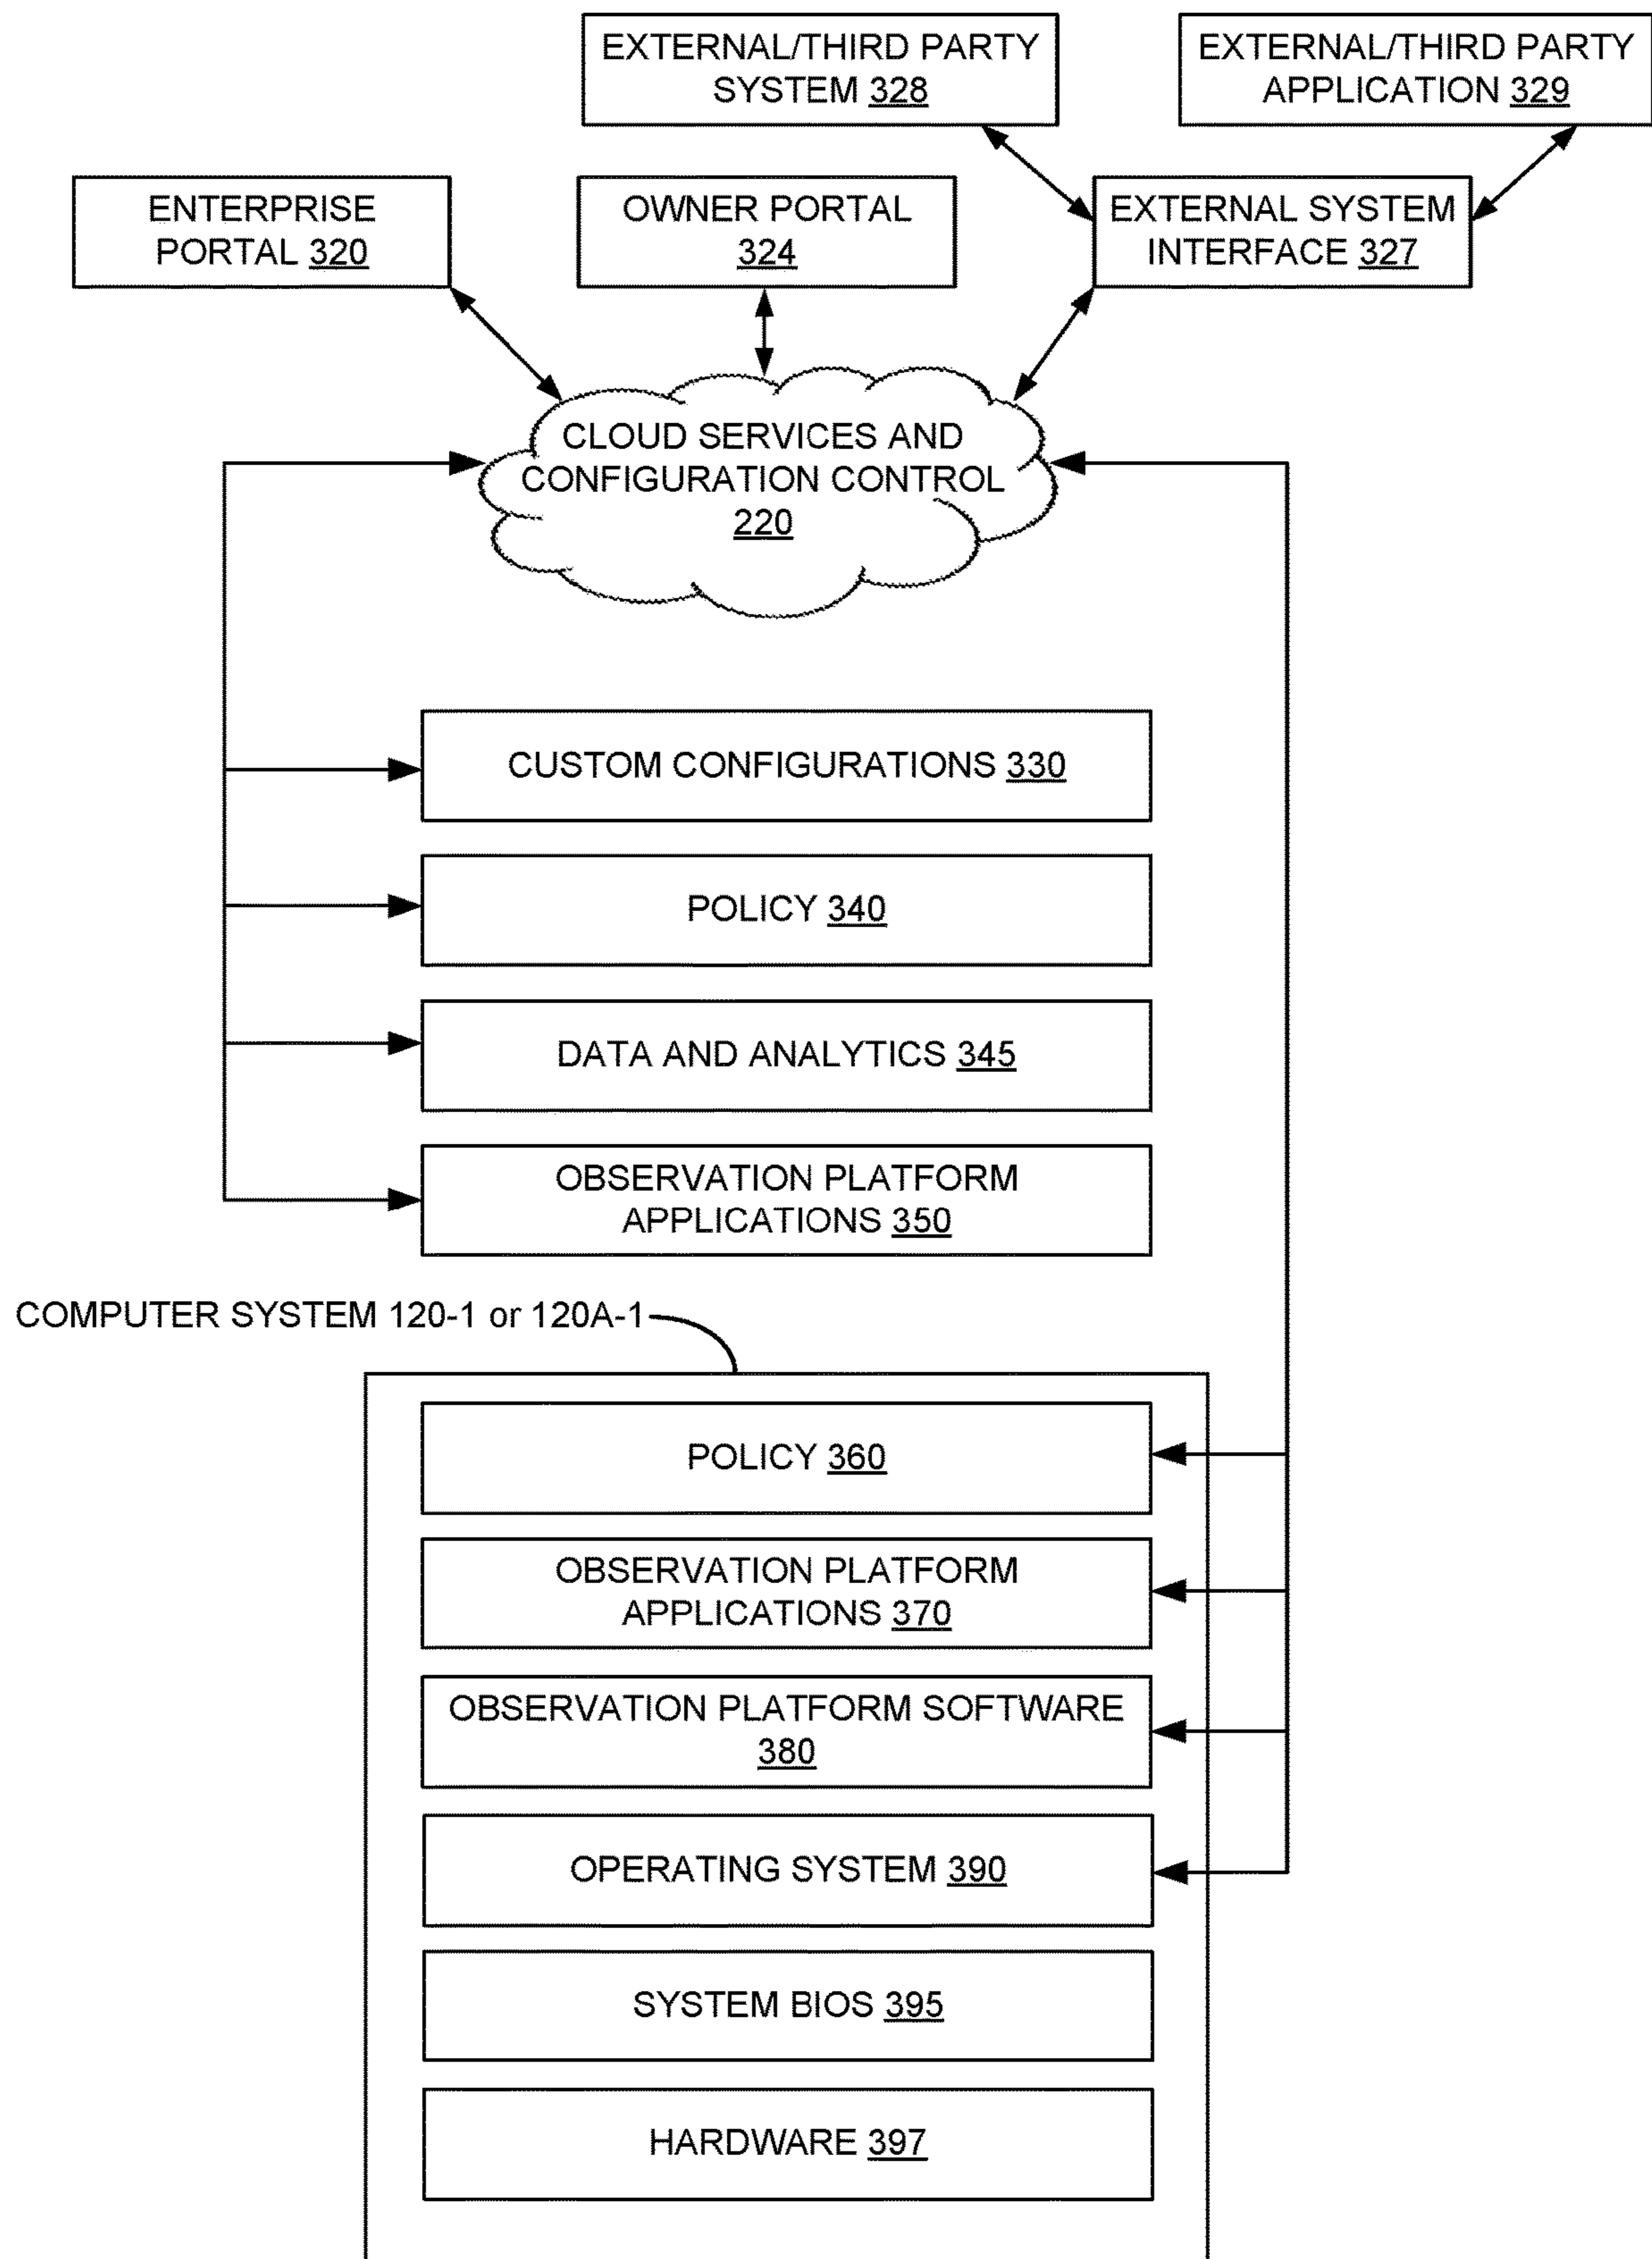 EXTERNAL/THIRD PARTY
SYSTEM 328
EXTERNAL/THIRD PARTY
APPLICATION 329
ENTERPRISE
PORTAL 320
OWNER PORTAL
324
EXTERNAL SYSTEM
INTERFACE 327
CLOUD SERVICES AND
CONFIGURATION CONTROL
220
CUSTOM CONFIGURATIONS 330
POLICY 340
DATA AND ANALYTICS 345
OBSERVATION PLATFORM
APPLICATIONS 350
COMPUTER SYSTEM 120-1 or 120A-1
POLICY 360
OBSERVATION PLATFORM
APPLICATIONS 370
OBSERVATION PLATFORM SOFTWARE
380
OPERATING SYSTEM 390
SYSTEM BIOS 395
HARDWARE 397